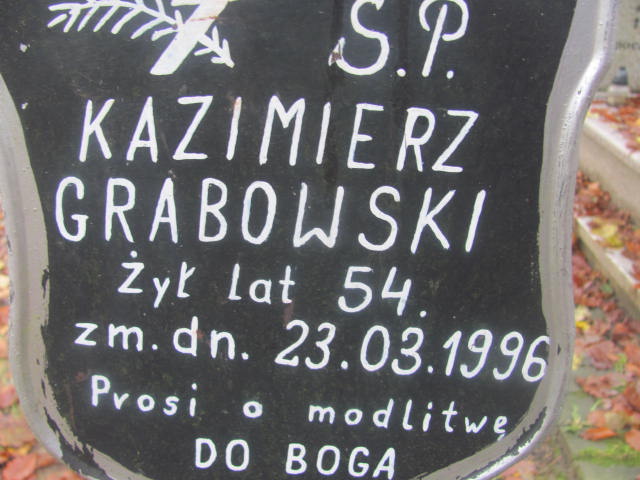 Ś.P.
KAZIMIERZ
GRABOWSKI
Żył lat 54.
zm. dn. 23.03.1996
Prosi o modlitwę
DO BOGA